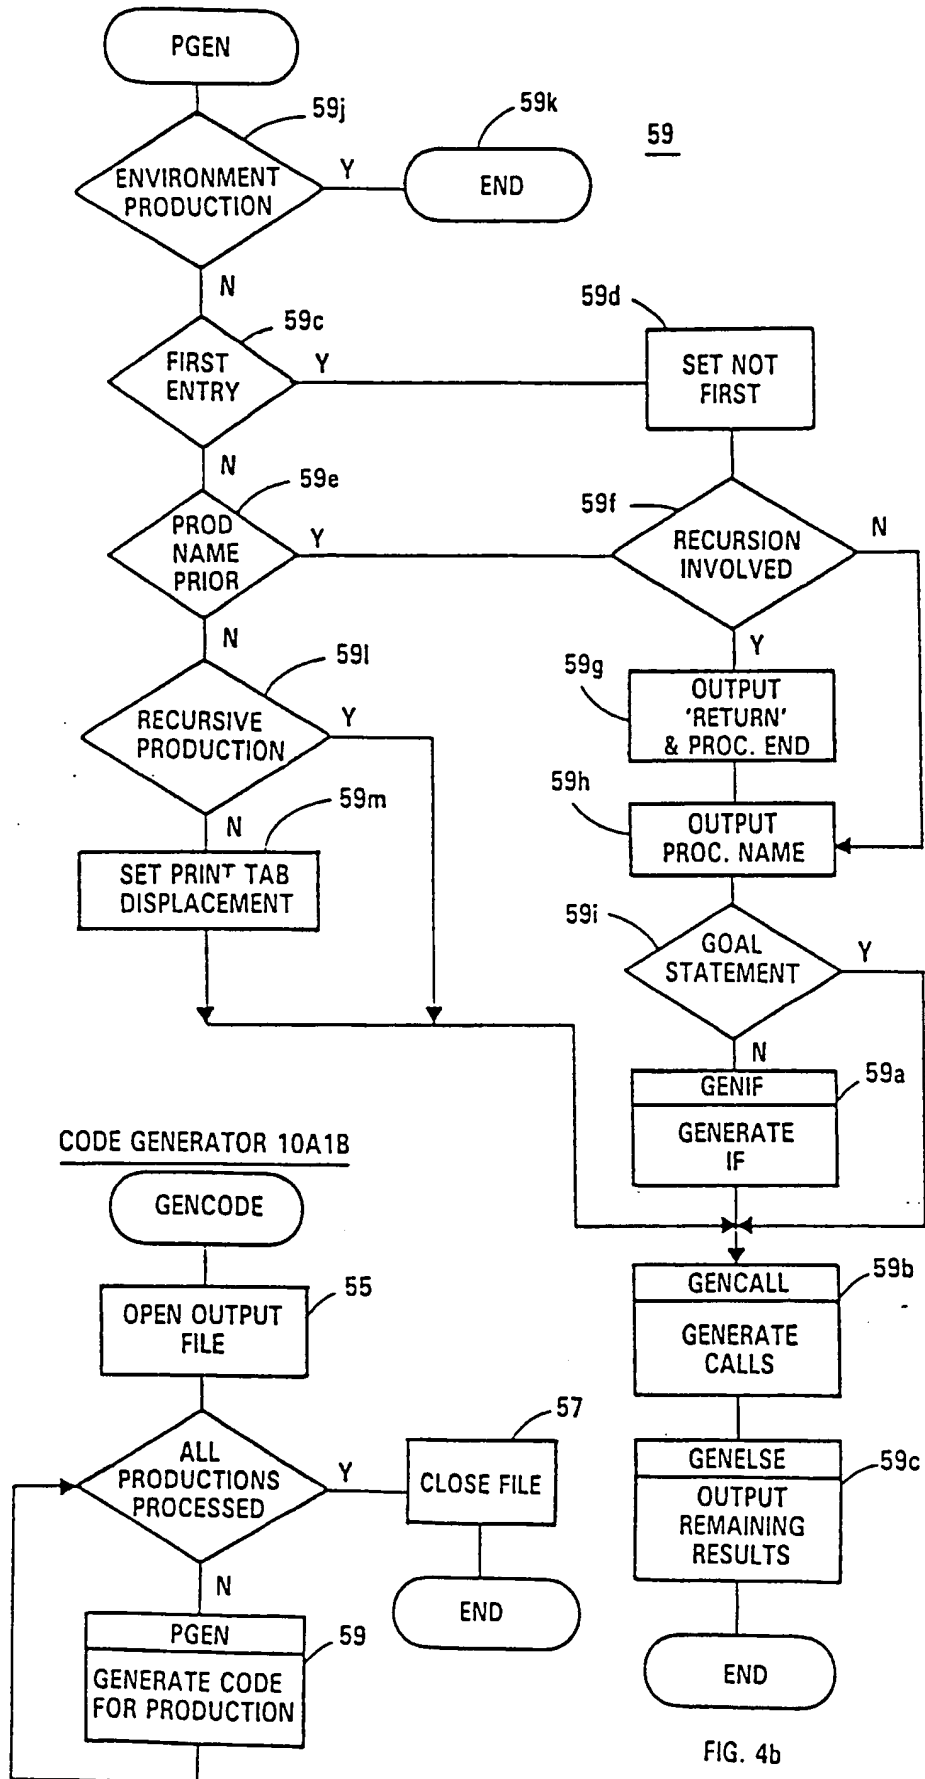 PGEN
59j
ENVIRONMENT
PRODUCTION
Y
59k
END
59
N
59c
FIRST
ENTRY
Y
59d
SET NOT
FIRST
N
59e
PROD
NAME
PRIOR
Y
59f
RECURSION
INVOLVED
N
N
59l
RECURSIVE
PRODUCTION
Y
Y
59g
OUTPUT
'RETURN'
& PROC. END
N
59m
SET PRINT TAB
DISPLACEMENT
59h
OUTPUT
PROC. NAME
59i
GOAL
STATEMENT
Y
N
59a
GENIF
GENERATE
IF
59b
GENCALL
GENERATE
CALLS
59c
GENELSE
OUTPUT
REMAINING
RESULTS
END
CODE GENERATOR 10A1B
GENCODE
55
OPEN OUTPUT
FILE
ALL
PRODUCTIONS
PROCESSED
Y
57
CLOSE FILE
END
N
PGEN
59
GENERATE CODE
FOR PRODUCTION
FIG. 4b